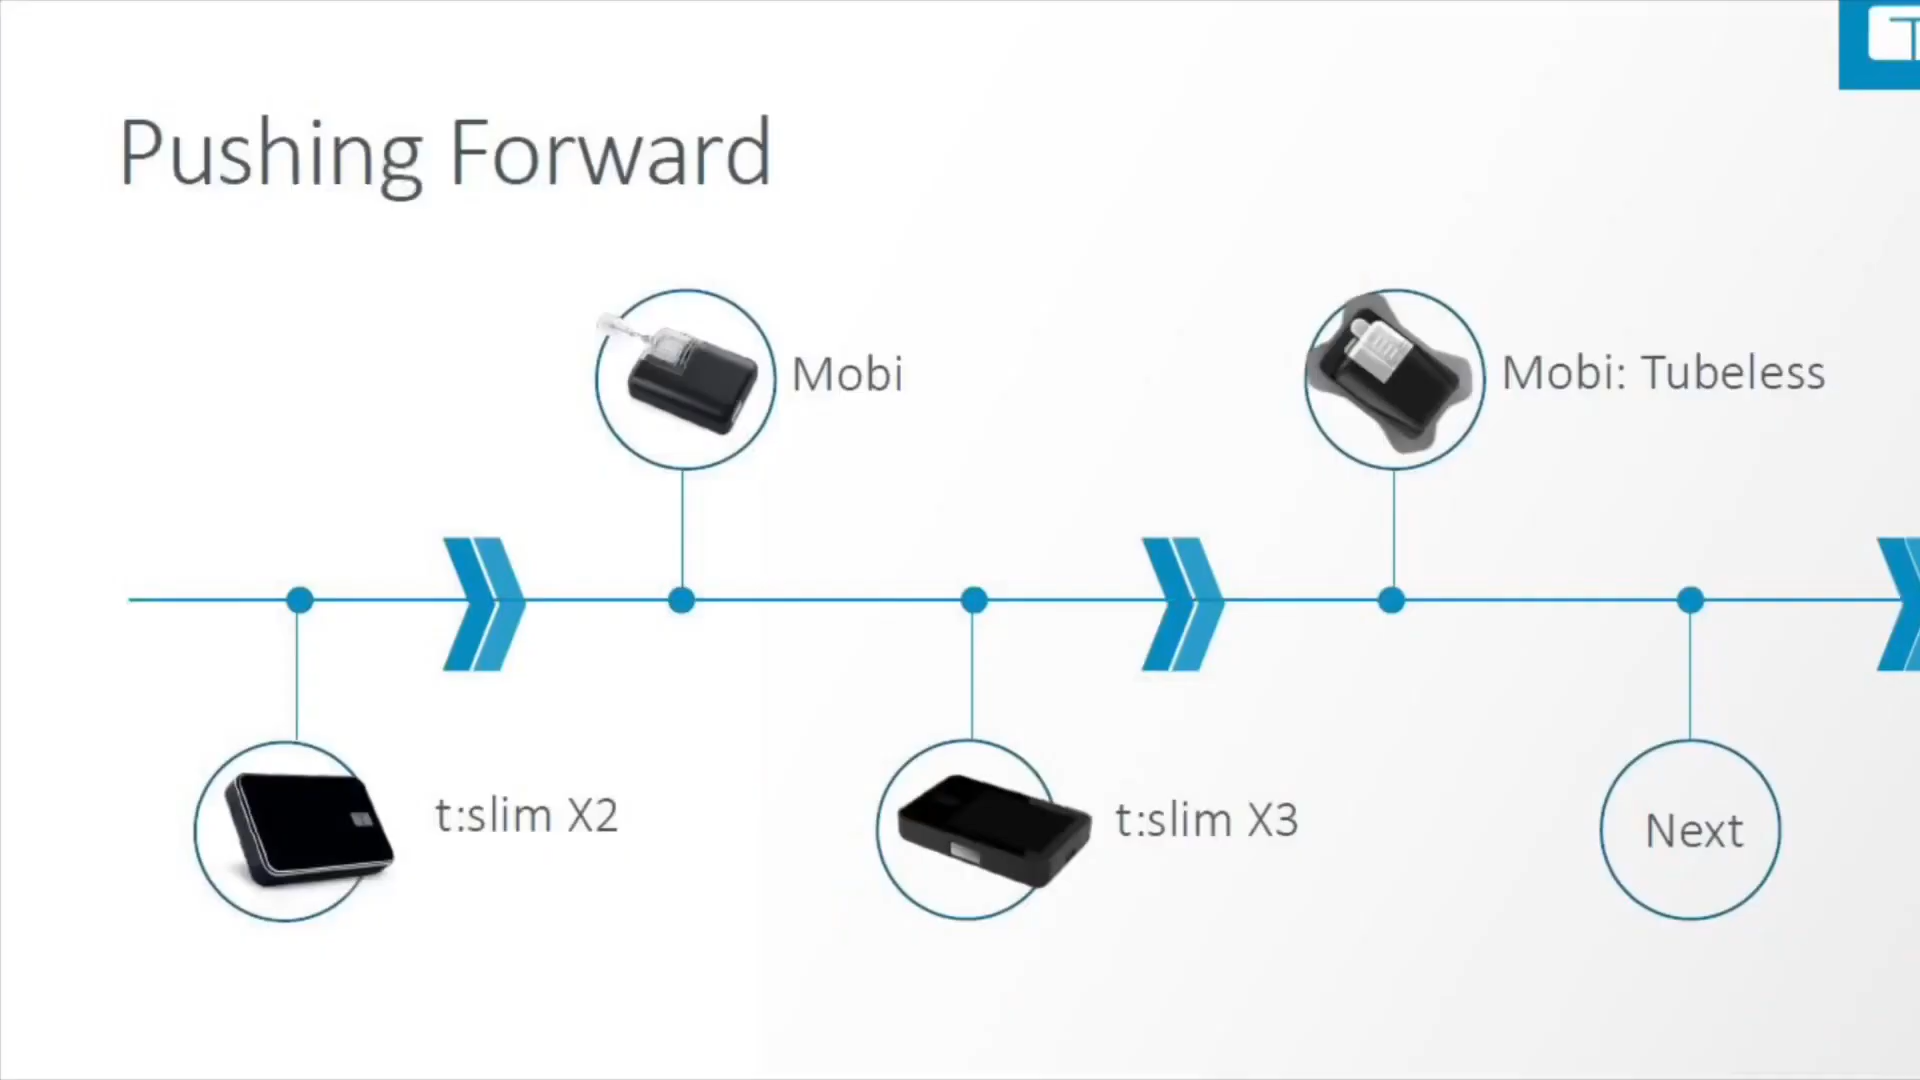 Pushing Forward
Mobi
Mobi: Tubeless
t:slim X2
t:slim X3
Next